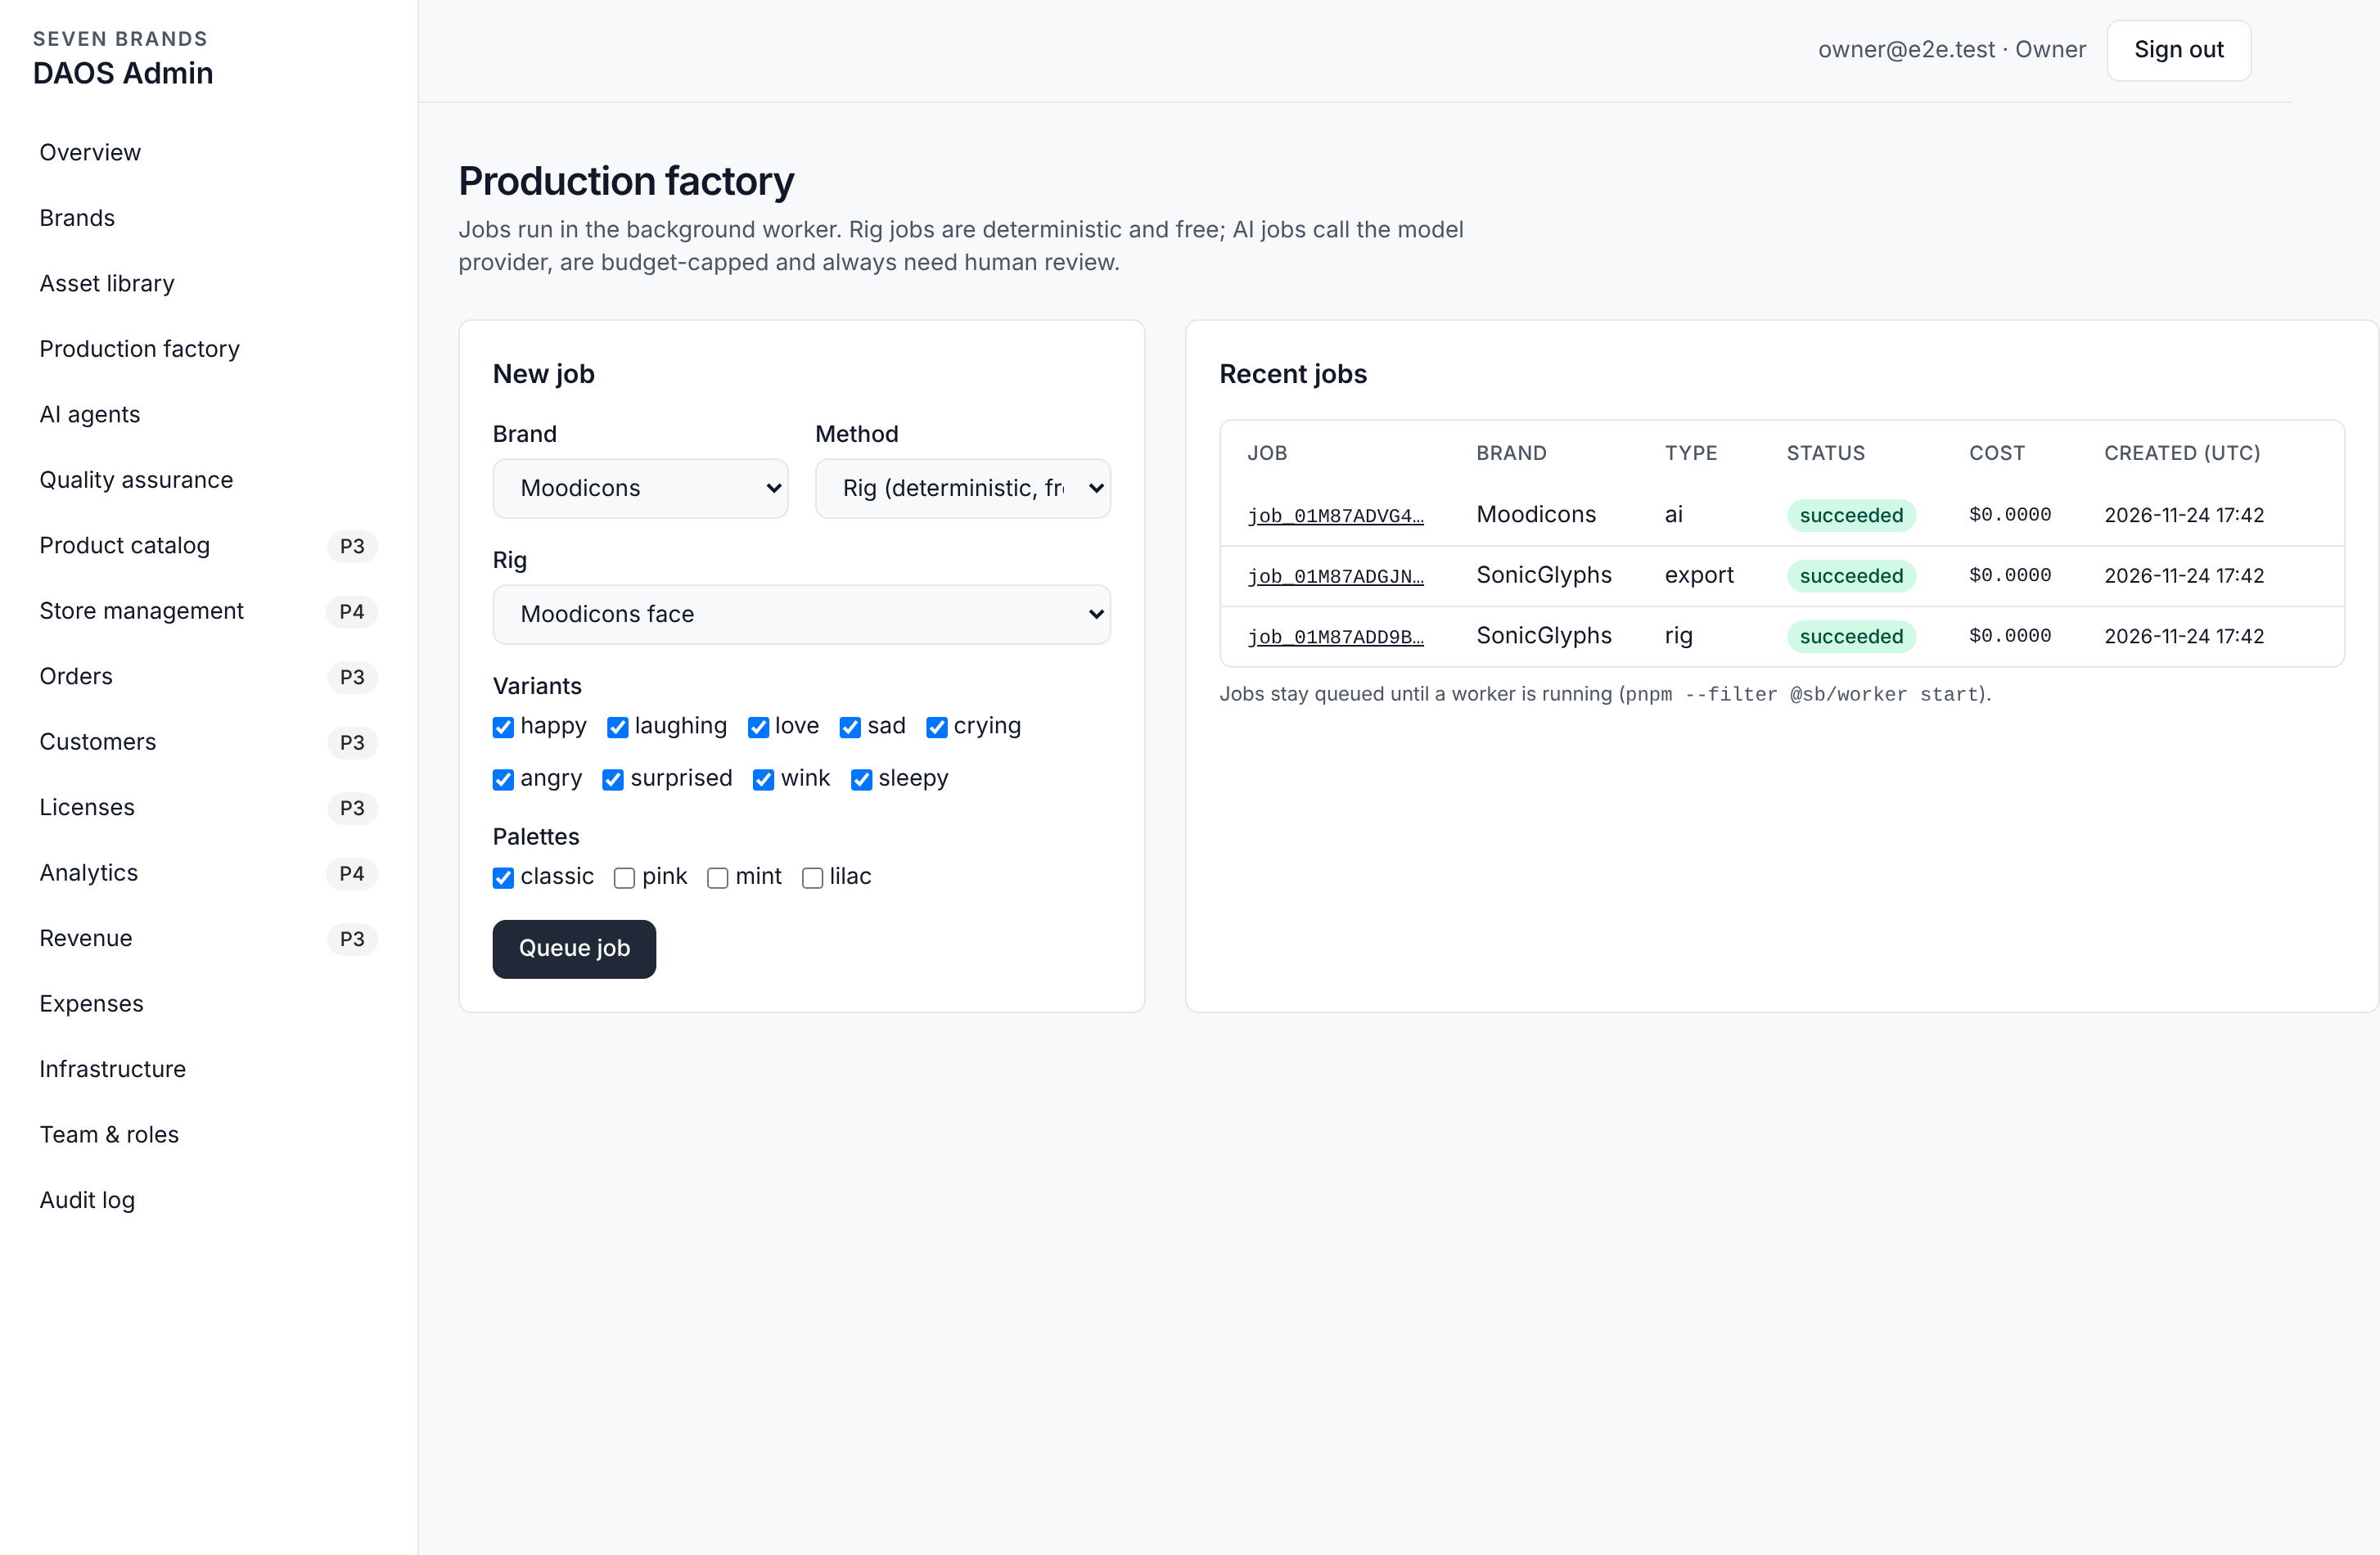 SEVEN BRANDS
DAOS Admin
Overview
Brands
Asset library
Production factory
AI agents
Quality assurance
Product catalog P3
Store management P4
Orders P3
Customers P3
Licenses P3
Analytics P4
Revenue P3
Expenses
Infrastructure
Team & roles
Audit log
owner@e2e.test · Owner Sign out
Production factory
Jobs run in the background worker. Rig jobs are deterministic and free; AI jobs call the model
provider, are budget-capped and always need human review.
New job
Brand Method
Moodicons Rig (deterministic, fr
Rig
Moodicons face
Variants
happy laughing love sad crying
angry surprised wink sleepy
Palettes
classic pink mint lilac
Queue job
Recent jobs
JOB BRAND TYPE STATUS COST CREATED (UTC)
job_01M87ADVG4… Moodicons ai succeeded $0.0000 2026-11-24 17:42
job_01M87ADGJN… SonicGlyphs export succeeded $0.0000 2026-11-24 17:42
job_01M87ADD9B… SonicGlyphs rig succeeded $0.0000 2026-11-24 17:42
Jobs stay queued until a worker is running (pnpm --filter @sb/worker start).